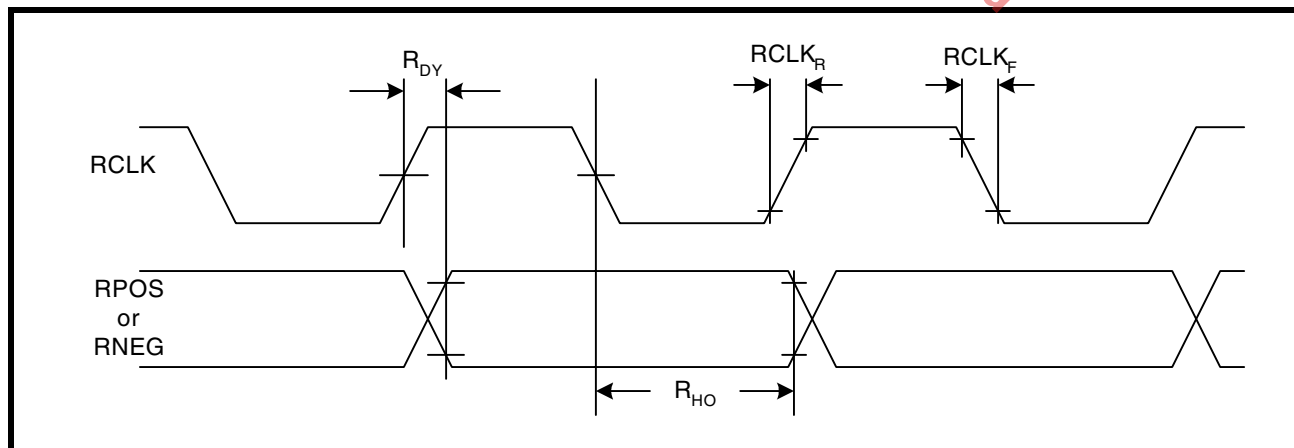 R_DY
RCLK_R
RCLK_F
RCLK
RPOS
or
RNEG
R_HO